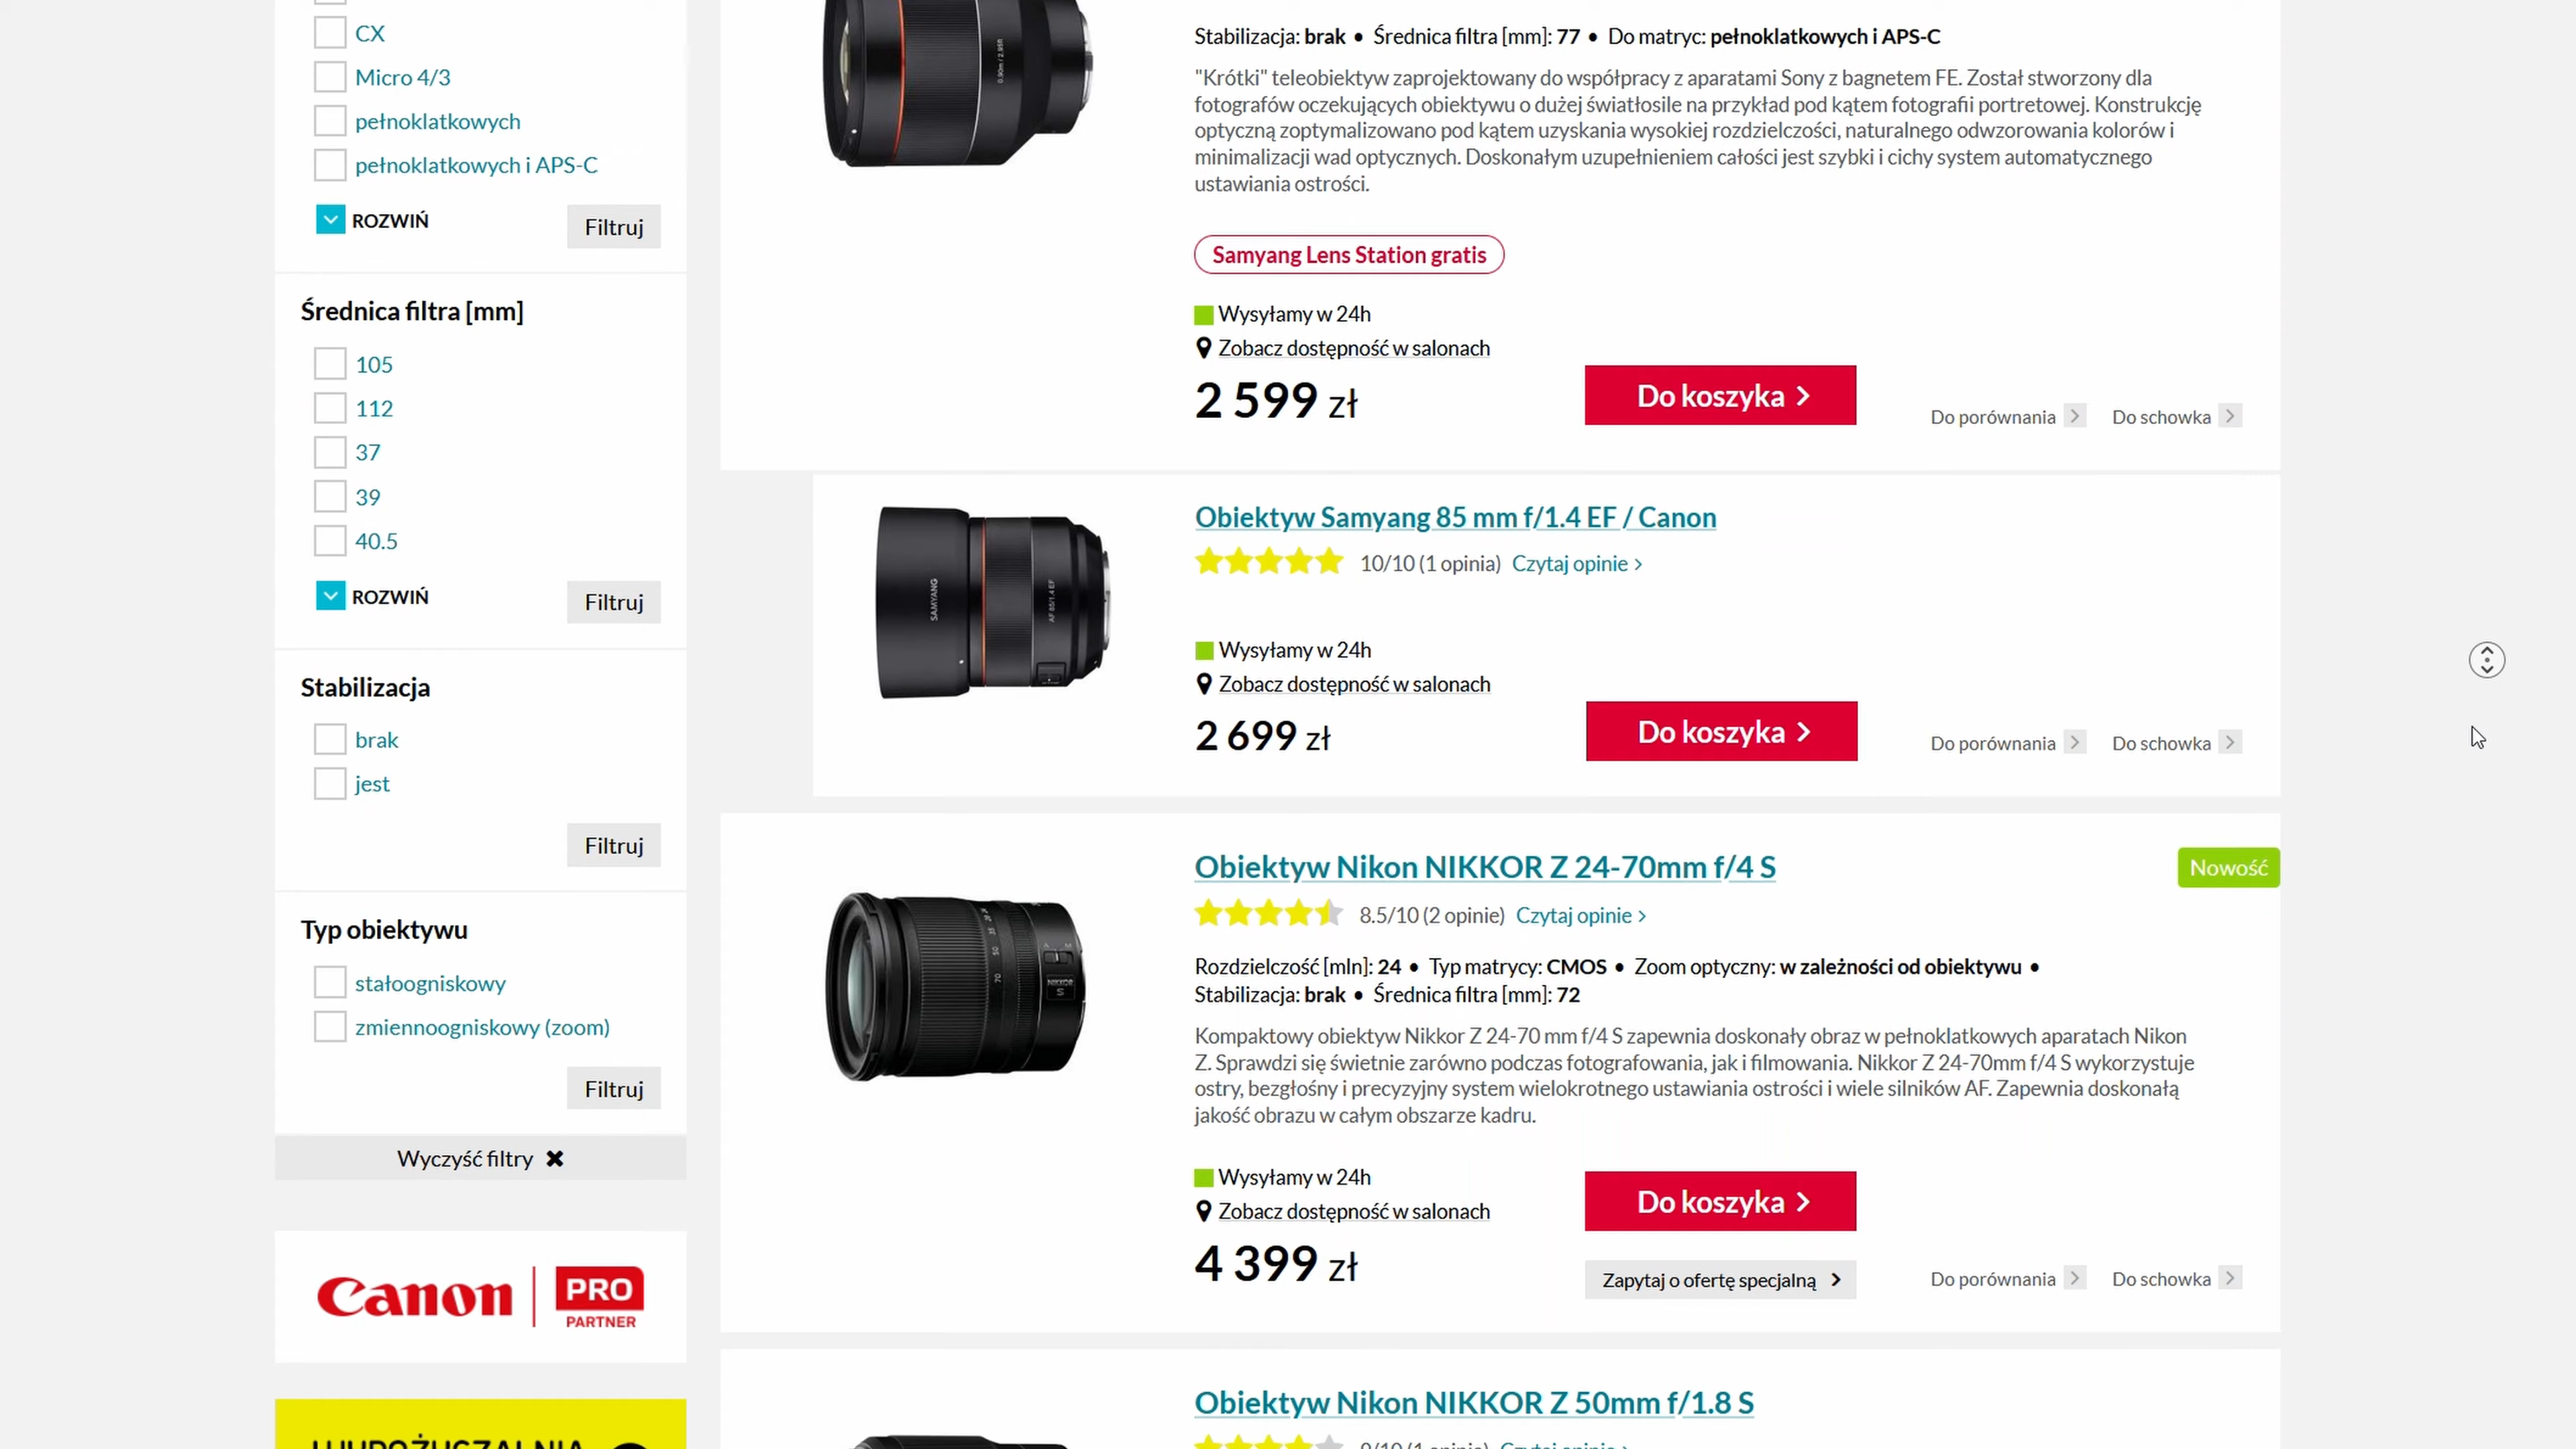 CX
Micro 4/3
pełnoklatkowych
pełnoklatkowych i APS-C
ROZWIŃ
Filtruj
Średnica filtra [mm]
105
112
37
39
40.5
ROZWIŃ
Filtruj
Stabilizacja
brak
jest
Filtruj
Typ obiektywu
stałoogniskowy
zmiennoogniskowy (zoom)
Filtruj
Wyczyść filtry ✖
Canon PRO
PARTNER
Stabilizacja: brak • Średnica filtra [mm]: 77 • Do matryc: pełnoklatkowych i APS-C
"Krótki" teleobiektyw zaprojektowany do współpracy z aparatami Sony z bagnetem FE. Został stworzony dla
fotografów oczekujących obiektywu o dużej światłosile na przykład pod kątem fotografii portretowej. Konstrukcję
optyczną zoptymalizowano pod kątem uzyskania wysokiej rozdzielczości, naturalnego odwzorowania kolorów i
minimalizacji wad optycznych. Doskonałym uzupełnieniem całości jest szybki i cichy system automatycznego
ustawiania ostrości.
Samyang Lens Station gratis
Wysyłamy w 24h
Zobacz dostępność w salonach
2 599 zł
Do koszyka >
Do porównania >
Do schowka >
Obiektyw Samyang 85 mm f/1.4 EF / Canon
10/10 (1 opinia) Czytaj opinie >
SAMYANG
AF 85/1.4 EF
Wysyłamy w 24h
Zobacz dostępność w salonach
2 699 zł
Do koszyka >
Do porównania >
Do schowka >
Obiektyw Nikon NIKKOR Z 24-70mm f/4 S
Nowość
8.5/10 (2 opinie) Czytaj opinie >
Rozdzielczość [mln]: 24 • Typ matrycy: CMOS • Zoom optyczny: w zależności od obiektywu •
Stabilizacja: brak • Średnica filtra [mm]: 72
Kompaktowy obiektyw Nikkor Z 24-70 mm f/4 S zapewnia doskonały obraz w pełnoklatkowych aparatach Nikon
Z. Sprawdzi się świetnie zarówno podczas fotografowania, jak i filmowania. Nikkor Z 24-70mm f/4 S wykorzystuje
ostry, bezgłośny i precyzyjny system wielokrotnego ustawiania ostrości i wiele silników AF. Zapewnia doskonałą
jakość obrazu w całym obszarze kadru.
NIKKOR
S
Wysyłamy w 24h
Zobacz dostępność w salonach
4 399 zł
Do koszyka >
Zapytaj o ofertę specjalną >
Do porównania >
Do schowka >
Obiektyw Nikon NIKKOR Z 50mm f/1.8 S